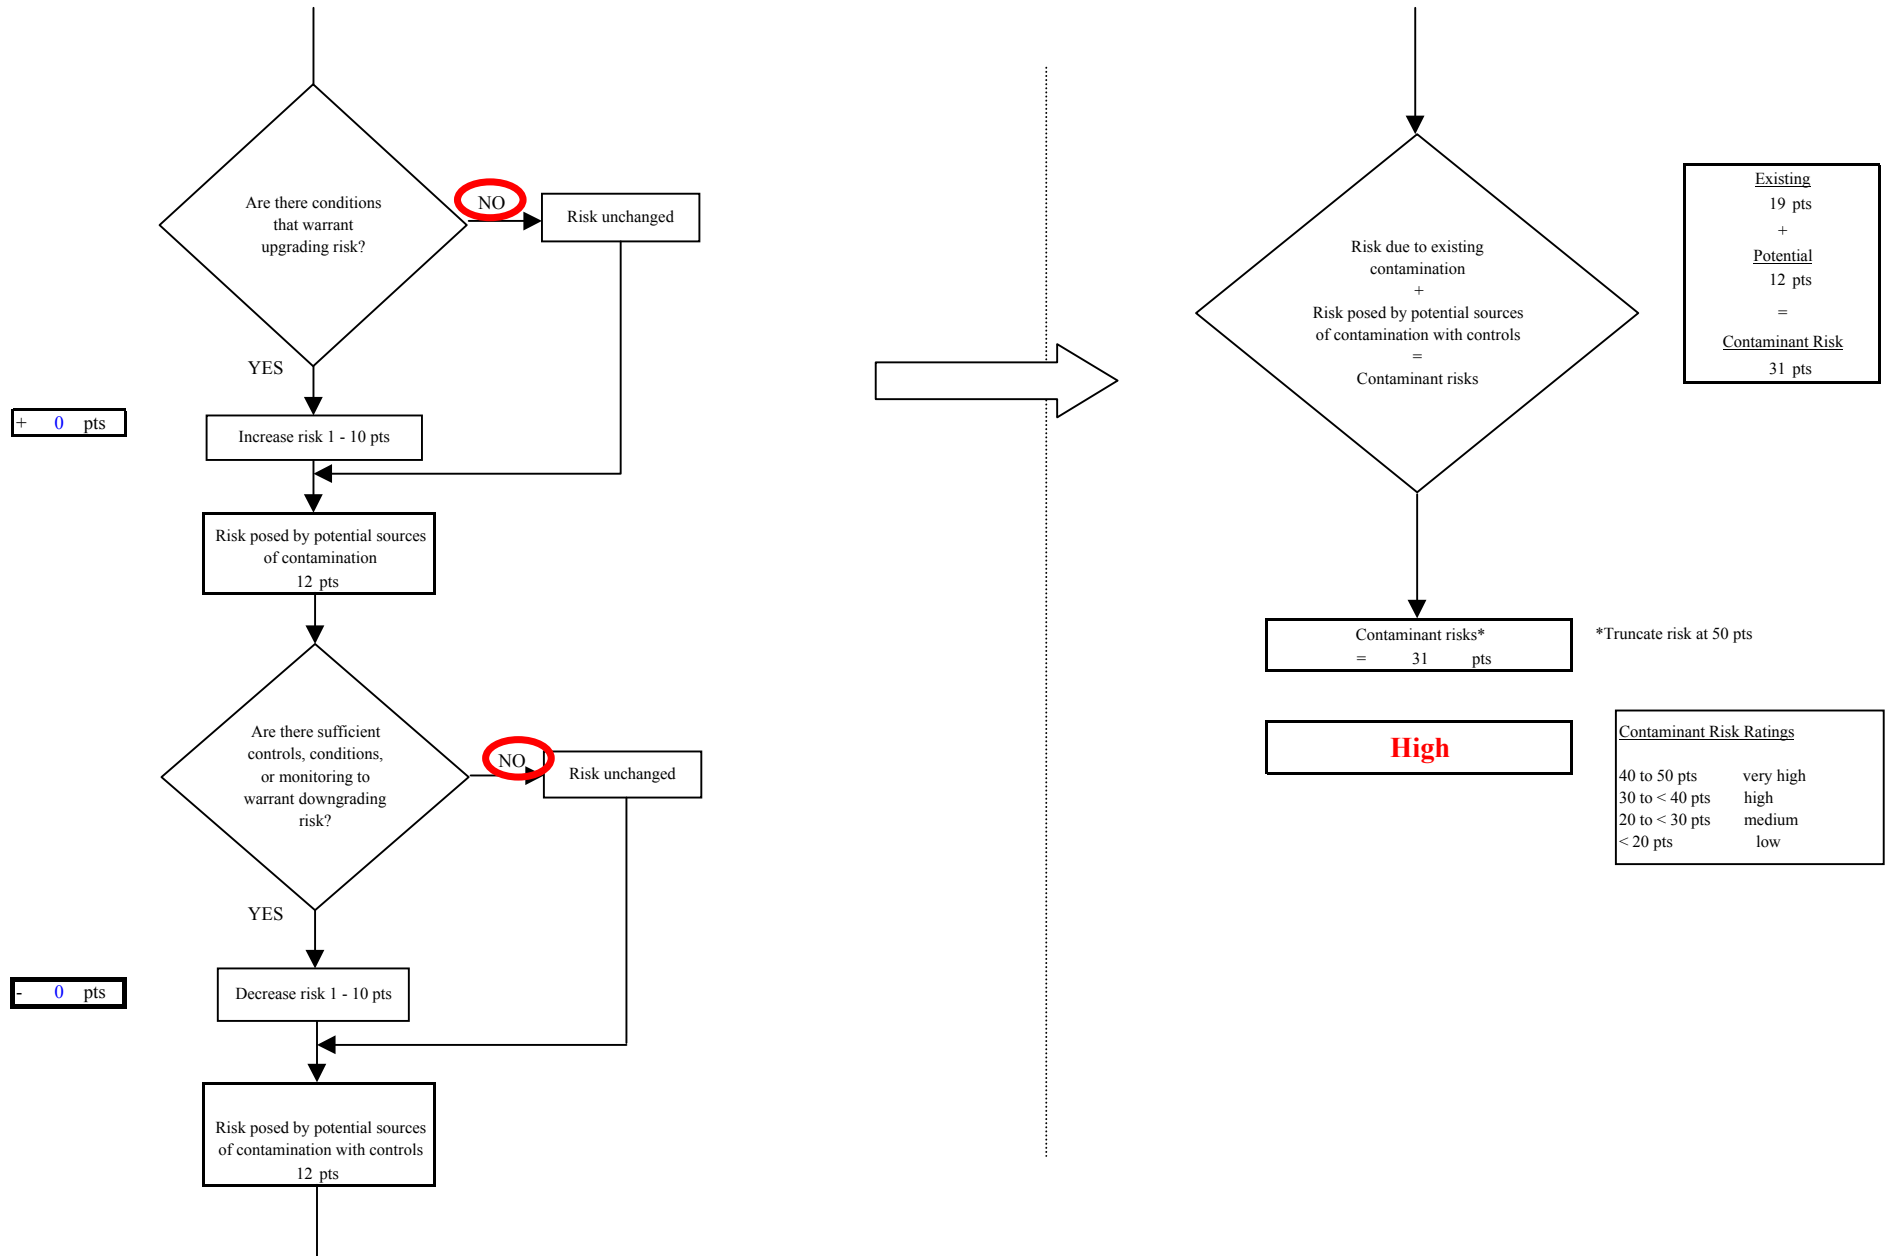 Are there conditions
that warrant
upgrading risk?
NO
Risk unchanged
YES
+ 0 pts
Increase risk 1 - 10 pts
Risk posed by potential sources
of contamination
12 pts
Are there sufficient
controls, conditions,
or monitoring to
warrant downgrading
risk?
NO
Risk unchanged
YES
- 0 pts
Decrease risk 1 - 10 pts
Risk posed by potential sources
of contamination with controls
12 pts
Risk due to existing
contamination
+
Risk posed by potential sources
of contamination with controls
=
Contaminant risks
Existing
19 pts
+
Potential
12 pts
=
Contaminant Risk
31 pts
Contaminant risks*
= 31 pts
*Truncate risk at 50 pts
High
Contaminant Risk Ratings
40 to 50 pts very high
30 to < 40 pts high
20 to < 30 pts medium
< 20 pts low